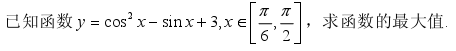 已知函数 y = cos² x − sin x + 3, x ∈ [π/6, π/2]，求函数的最大值.